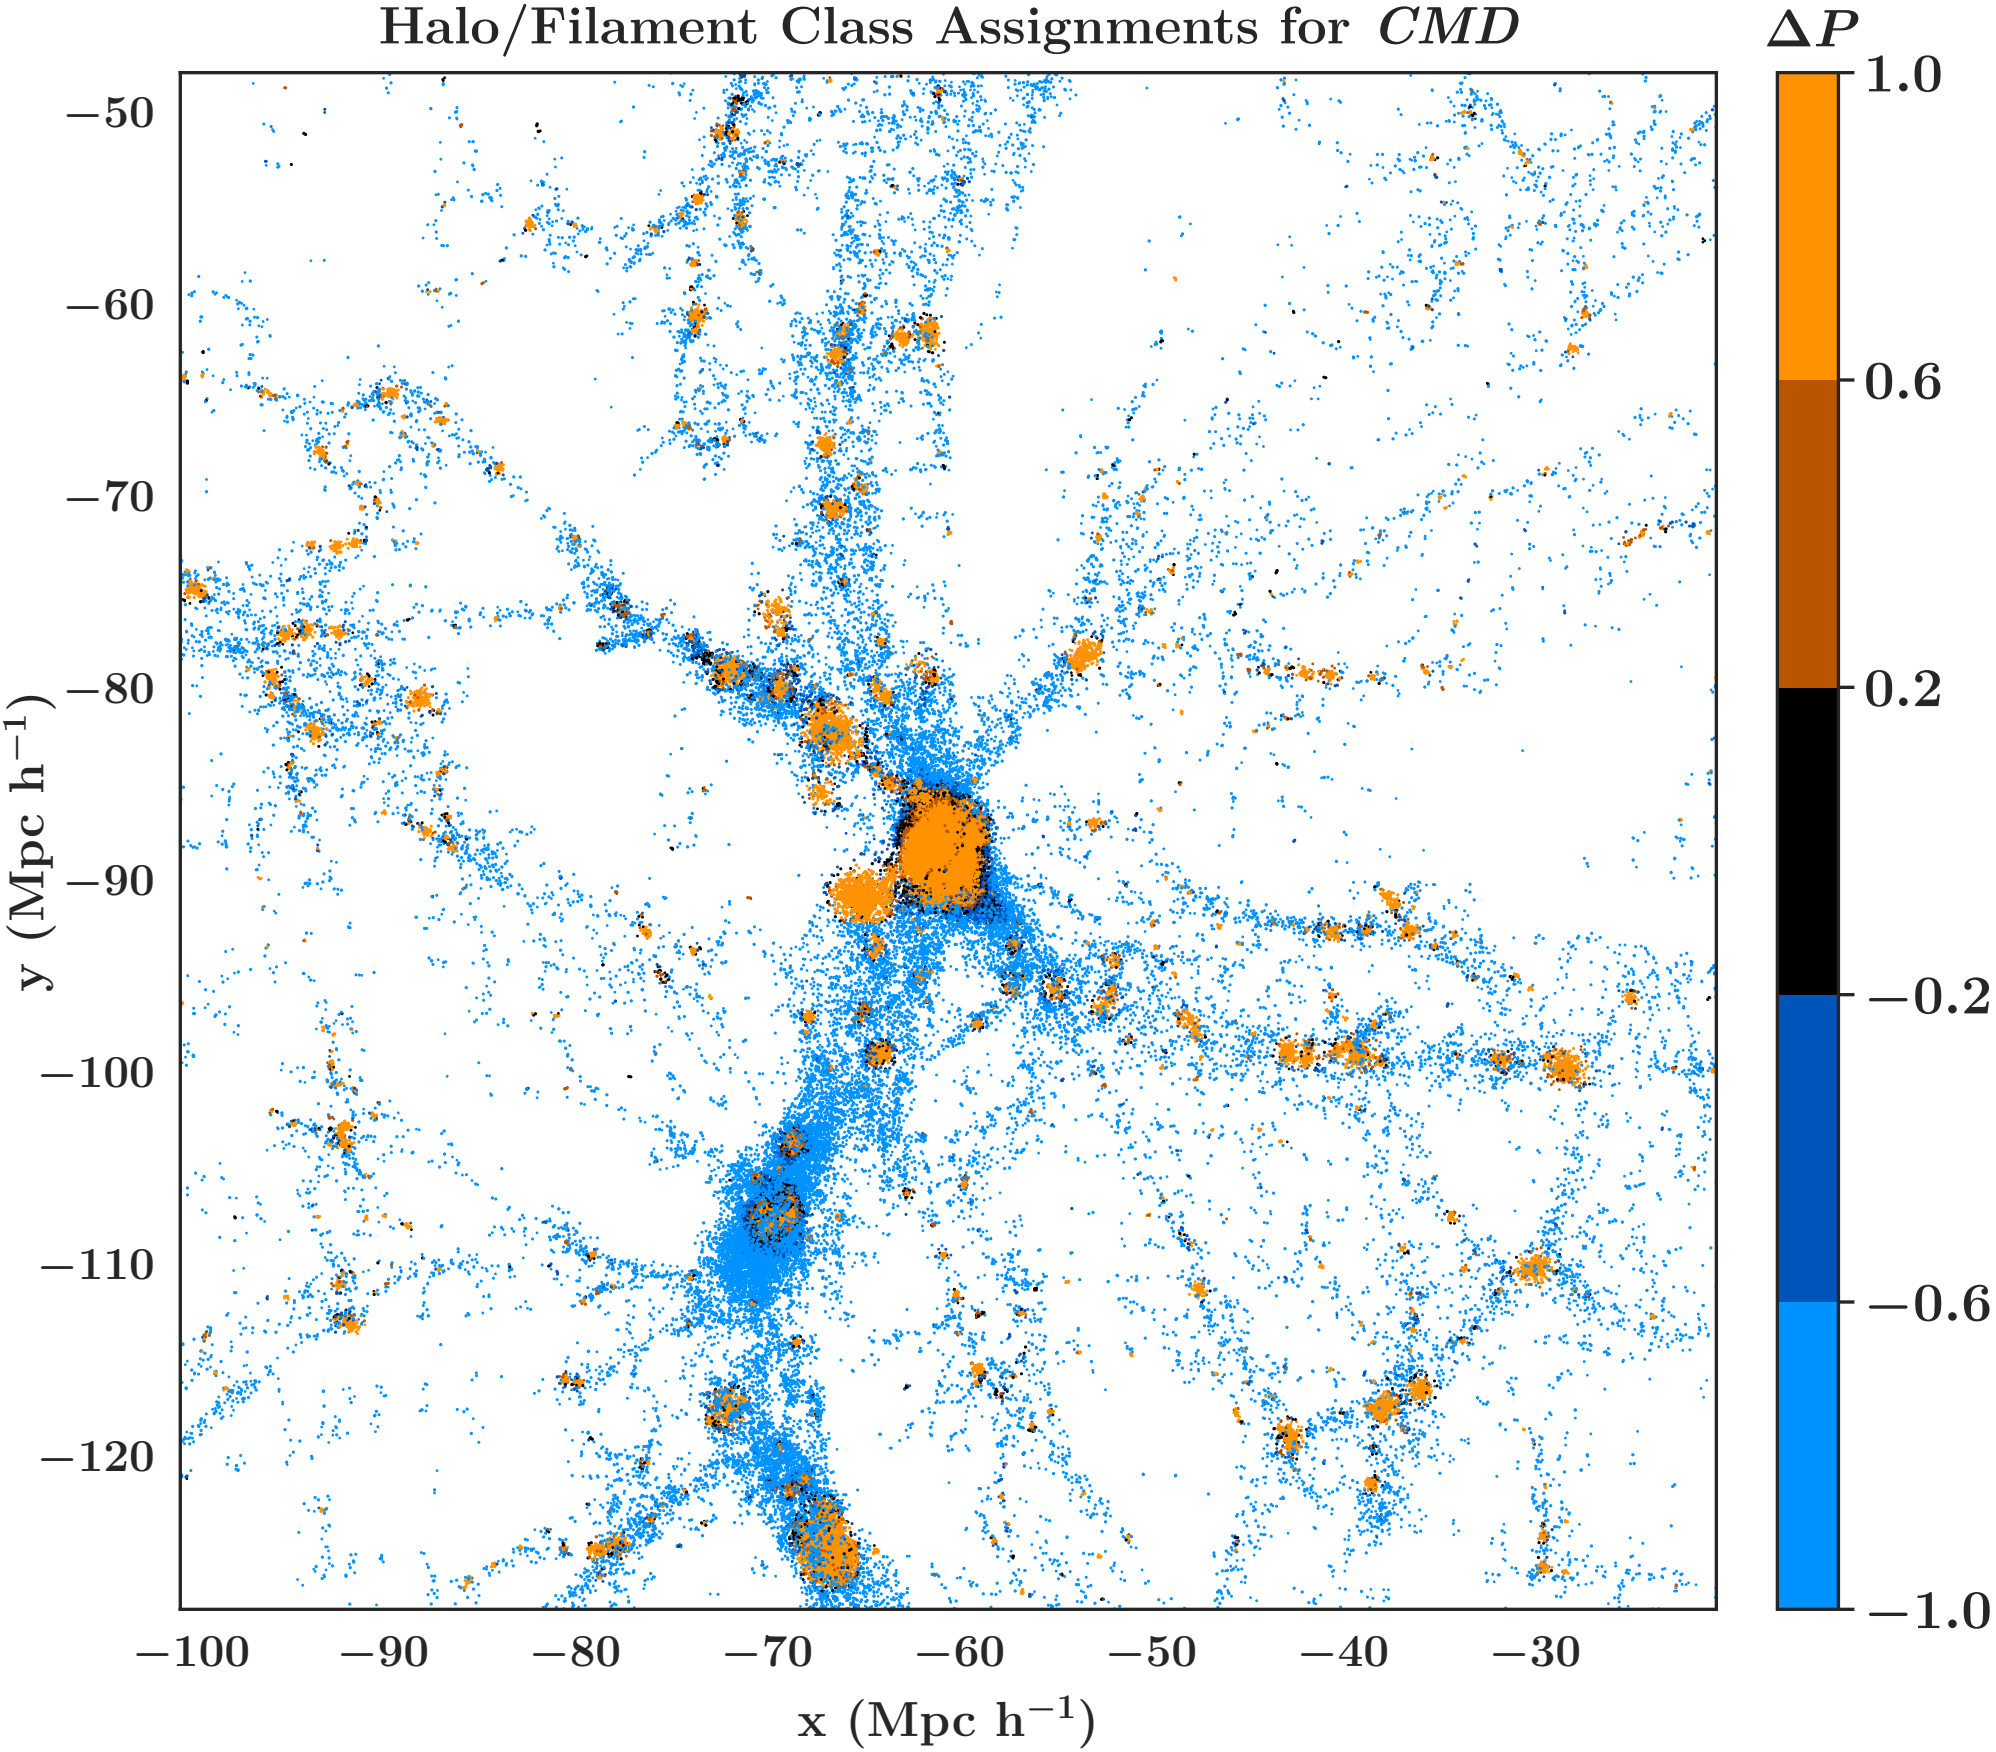 Halo/Filament Class Assignments for CMD
ΔP
1.0
0.6
0.2
−0.2
−0.6
−1.0
y (Mpc h⁻¹)
−50
−60
−70
−80
−90
−100
−110
−120
−100 −90 −80 −70 −60 −50 −40 −30
x (Mpc h⁻¹)